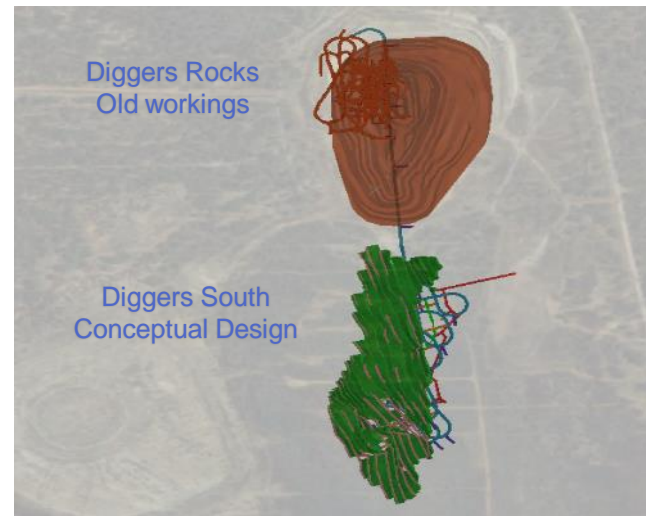 Diggers Rocks
Old workings
Diggers South
Conceptual Design